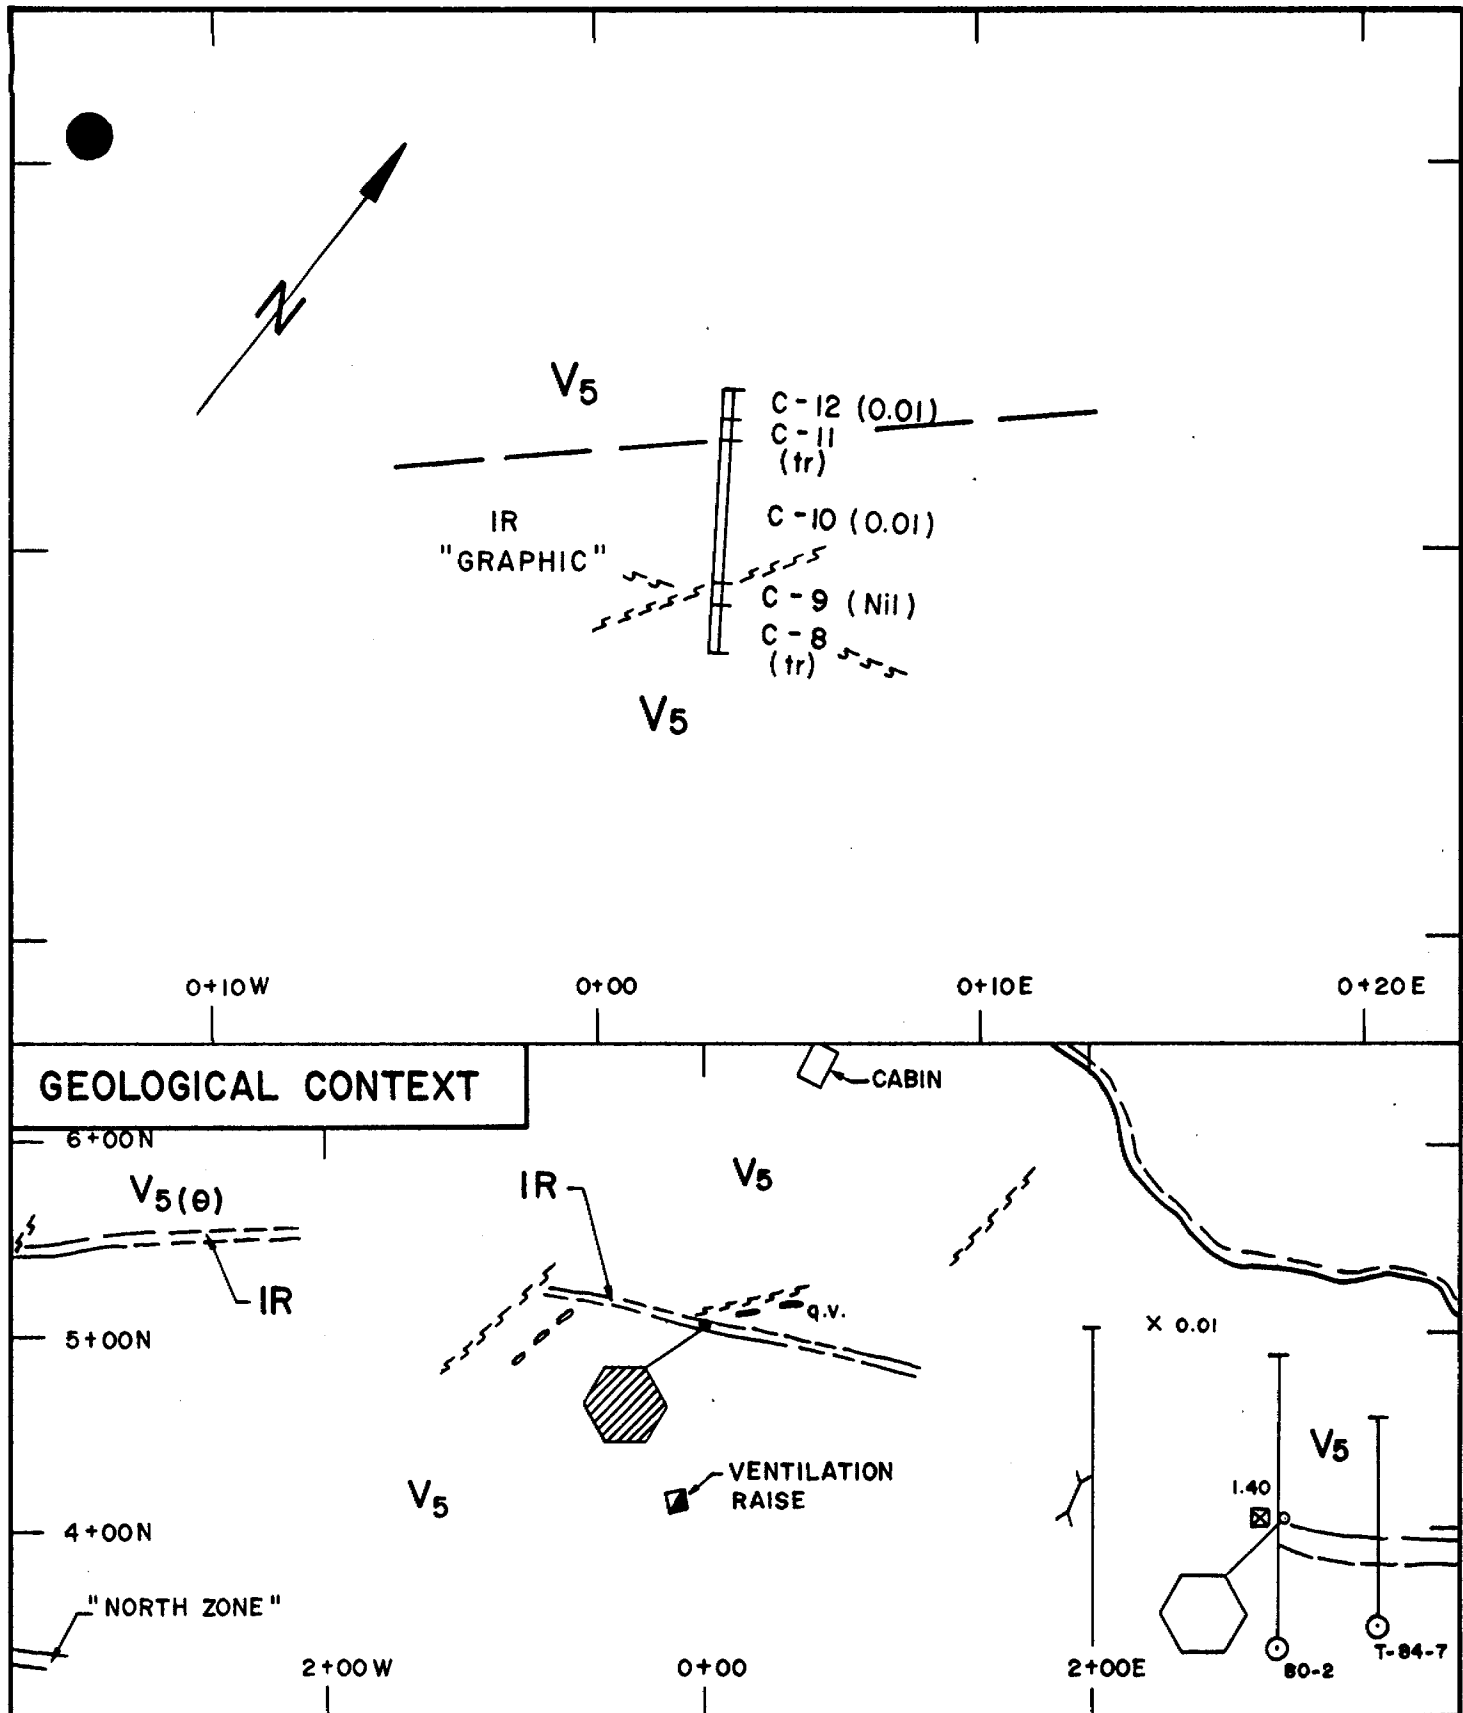 N
V5
C-12 (0.01)
C-11
(tr)
IR
"GRAPHIC"
C-10 (0.01)
C-9 (Nil)
C-8
(tr)
V5
0+10W
0+00
0+10E
0+20E
GEOLOGICAL CONTEXT
CABIN
6+00N
V5(θ)
IR
V5
IR
q.v.
5+00N
X 0.01
V5
VENTILATION
RAISE
V5
1.40
4+00N
"NORTH ZONE"
T-84-7
80-2
2+00W
0+00
2+00E